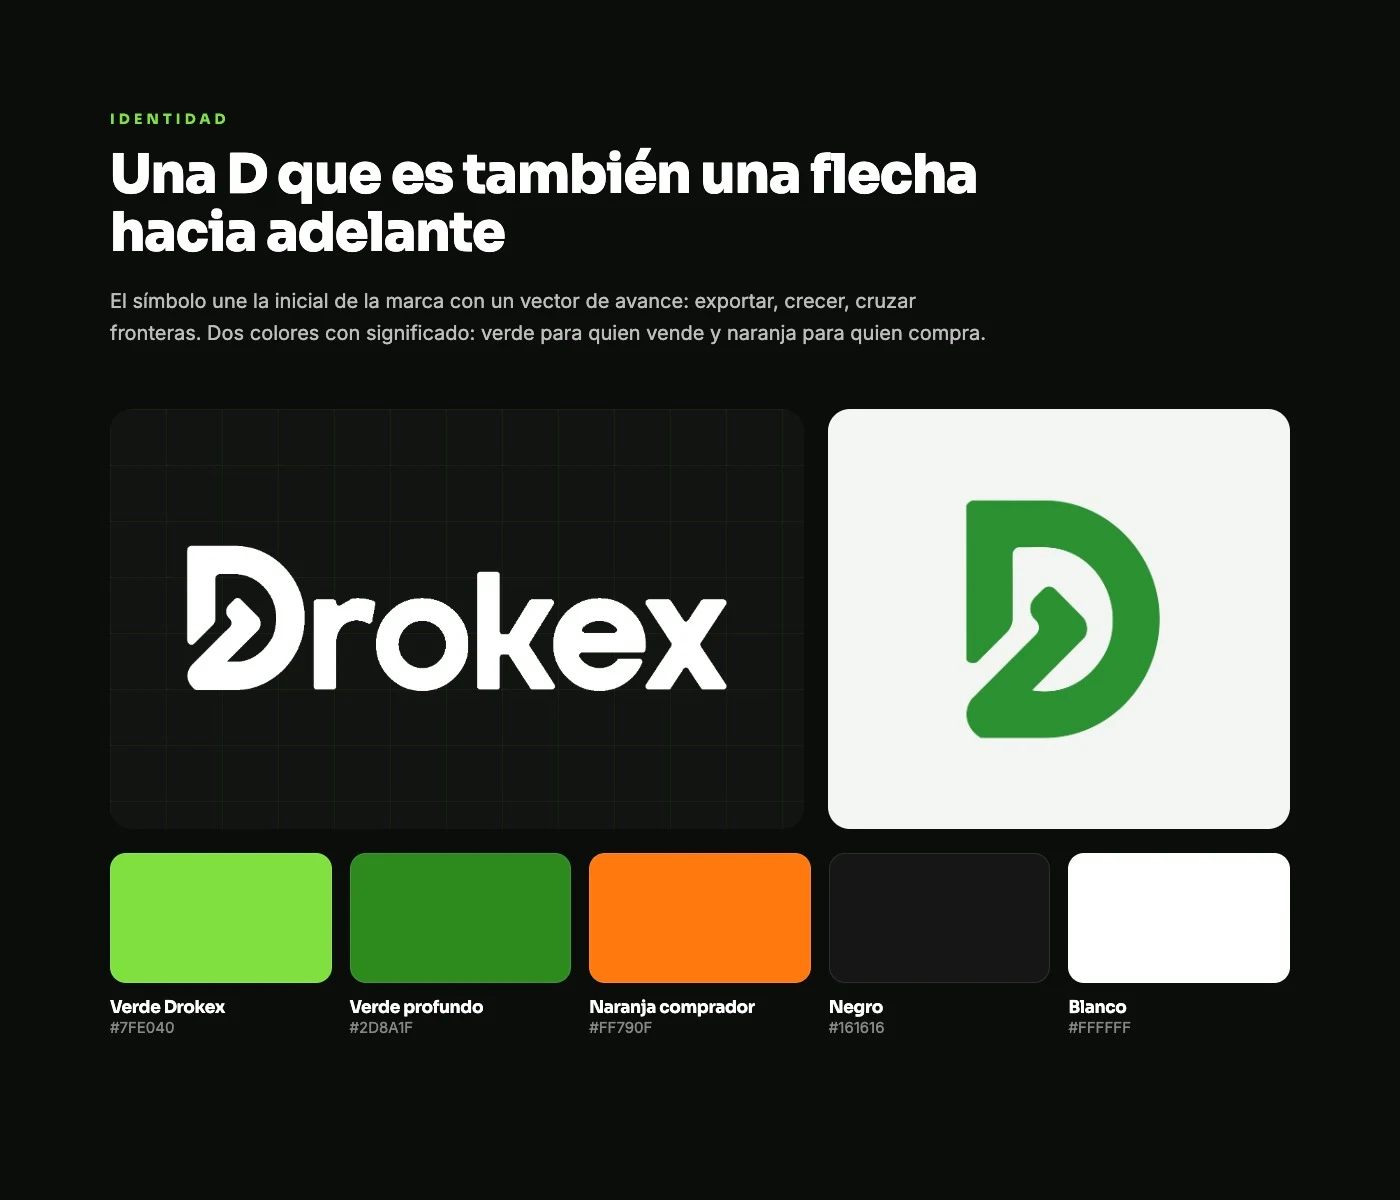 IDENTIDAD
Una D que es también una flecha
hacia adelante
El símbolo une la inicial de la marca con un vector de avance: exportar, crecer, cruzar
fronteras. Dos colores con significado: verde para quien vende y naranja para quien compra.
Drokex
D
Verde Drokex
#7FE040
Verde profundo
#2D8A1F
Naranja comprador
#FF790F
Negro
#161616
Blanco
#FFFFFF